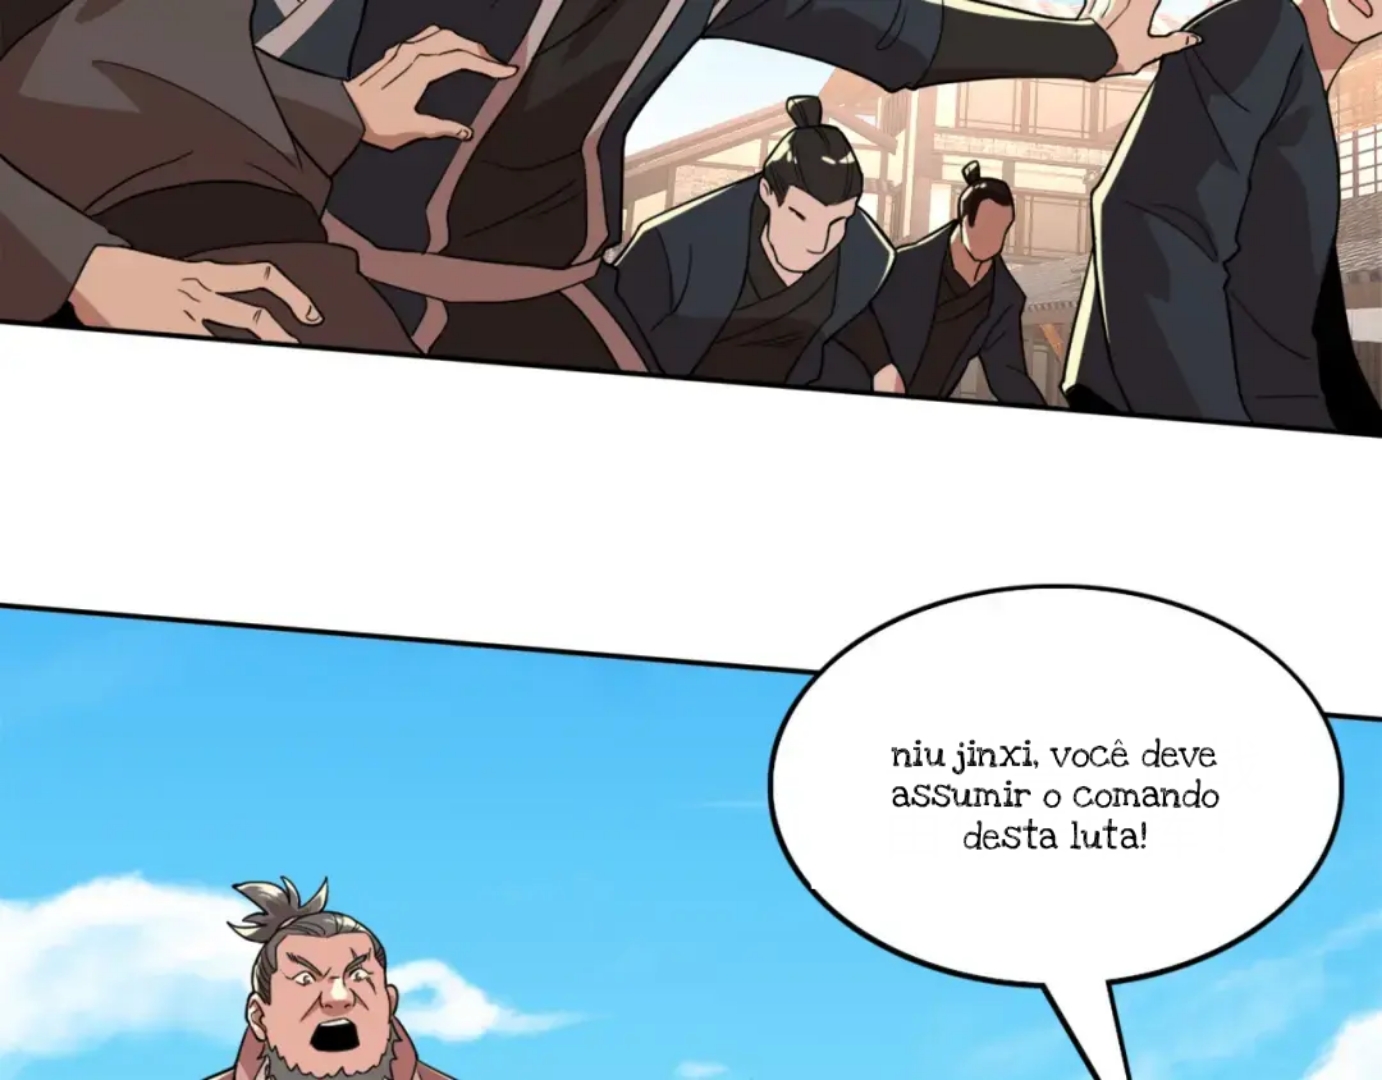 niu jinxi, você deve
assumir o comando
desta luta!